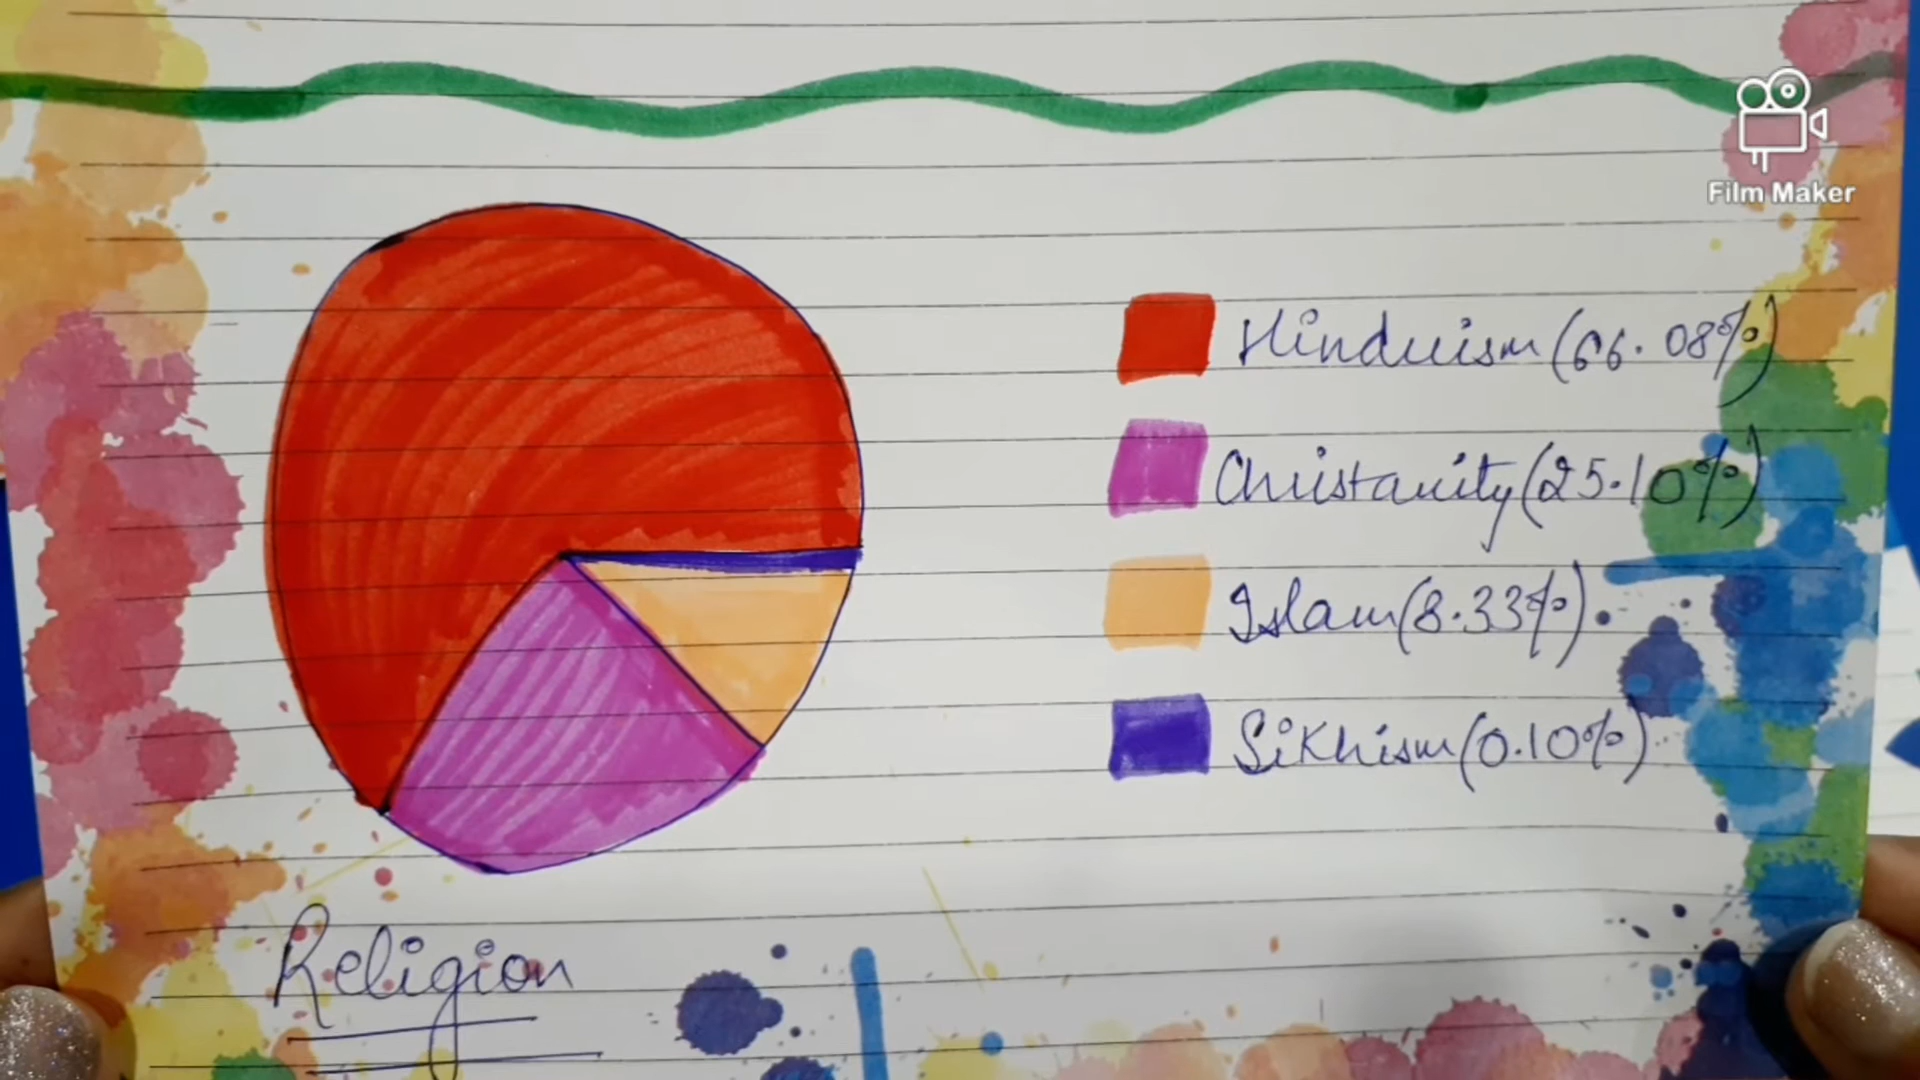 Film Maker
Hinduism (66.08%)
Christanity (25.10%)
Islam (8.33%)
Sikhism (0.10%)
Religion